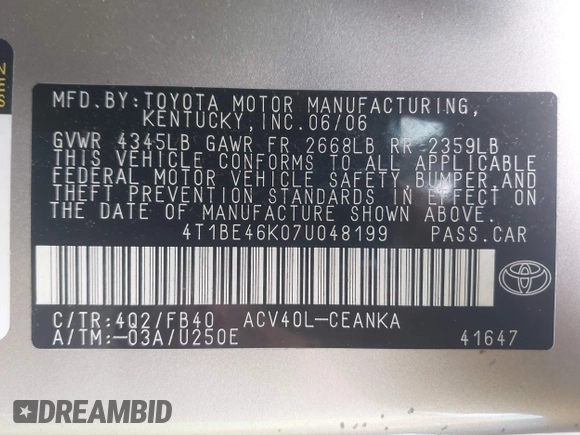 MFD.BY:TOYOTA MOTOR MANUFACTURING,
KENTUCKY,INC.06/06
GVWR 4345LB GAWR FR 2668LB RR 2359LB
THIS VEHICLE CONFORMS TO ALL APPLICABLE
FEDERAL MOTOR VEHICLE SAFETY,BUMPER,AND
THEFT PREVENTION STANDARDS IN EFFECT ON
THE DATE OF MANUFACTURE SHOWN ABOVE.
4T1BE46K07U048199 PASS.CAR
C/TR:4Q2/FB40 ACV40L-CEANKA
A/TM:-03A/U250E 41647
DREAMBID